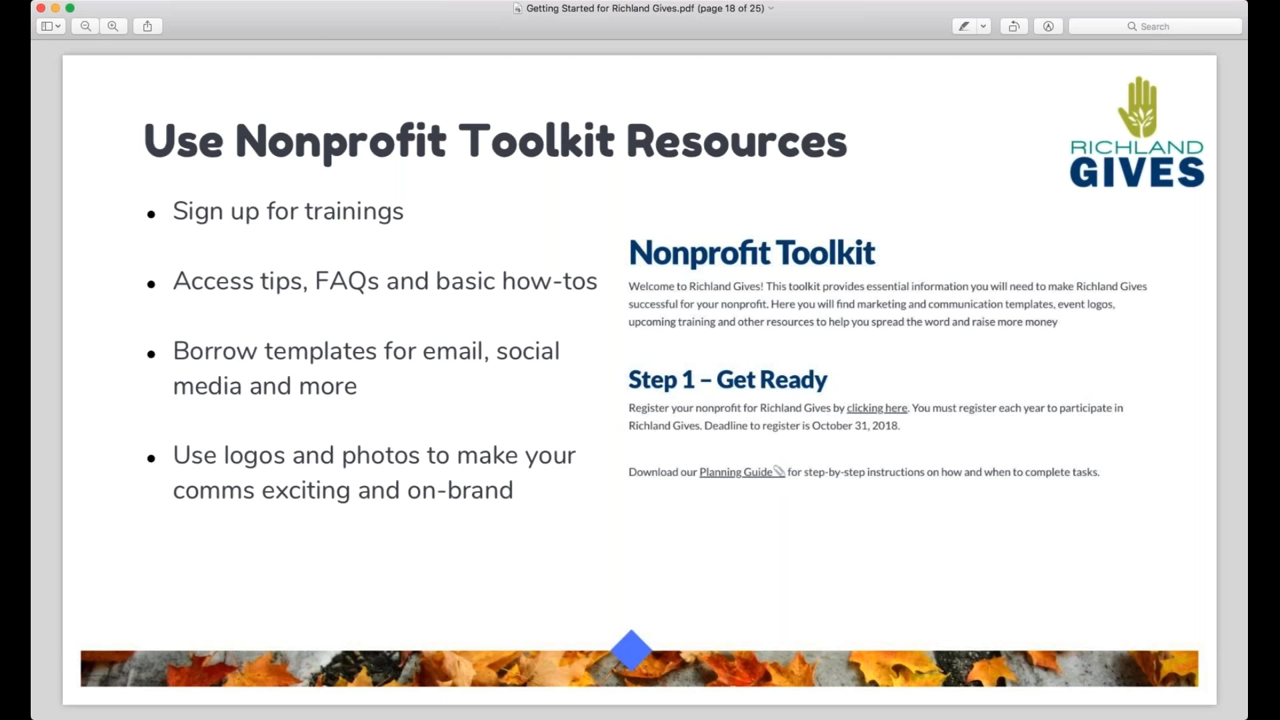 Getting Started for Richland Gives.pdf (page 18 of 25)
Search
RICHLAND
GIVES
Use Nonprofit Toolkit Resources
• Sign up for trainings
• Access tips, FAQs and basic how-tos
• Borrow templates for email, social
media and more
• Use logos and photos to make your
comms exciting and on-brand
Nonprofit Toolkit
Welcome to Richland Gives! This toolkit provides essential information you will need to make Richland Gives
successful for your nonprofit. Here you will find marketing and communication templates, event logos,
upcoming training and other resources to help you spread the word and raise more money
Step 1 – Get Ready
Register your nonprofit for Richland Gives by clicking here. You must register each year to participate in
Richland Gives. Deadline to register is October 31, 2018.
Download our Planning Guide for step-by-step instructions on how and when to complete tasks.